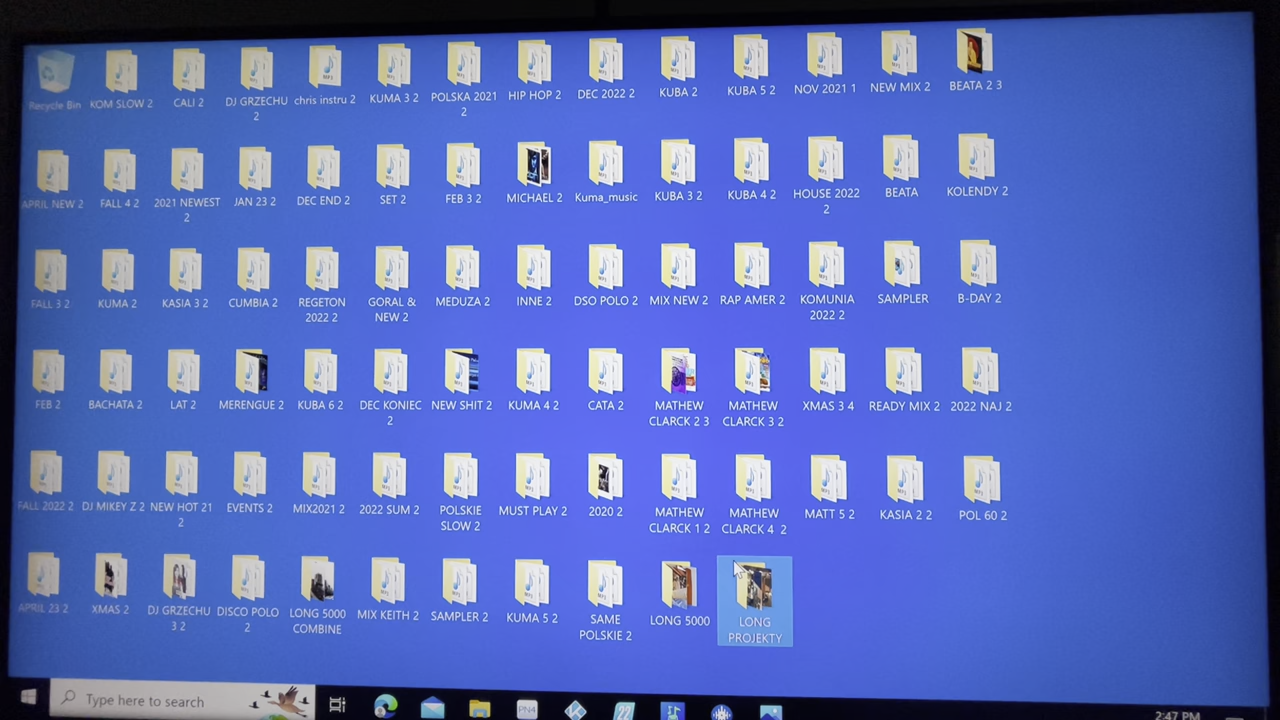 Recycle Bin
KOM SLOW 2
CALI 2
DJ GRZECHU
2
chris instru 2
KUMA 3 2
POLSKA 2021
2
HIP HOP 2
DEC 2022 2
KUBA 2
KUBA 5 2
NOV 2021 1
NEW MIX 2
BEATA 2 3
APRIL NEW 2
FALL 4 2
2021 NEWEST
2
JAN 23 2
DEC END 2
SET 2
FEB 3 2
MICHAEL 2
Kuma_music
KUBA 3 2
KUBA 4 2
HOUSE 2022
2
BEATA
KOLENDY 2
FALL 3 2
KUMA 2
KASIA 3 2
CUMBIA 2
REGETON
2022 2
GORAL &
NEW 2
MEDUZA 2
INNE 2
DSO POLO 2
MIX NEW 2
RAP AMER 2
KOMUNIA
2022 2
SAMPLER
B-DAY 2
FEB 2
BACHATA 2
LAT 2
MERENGUE 2
KUBA 6 2
DEC KONIEC
2
NEW SHIT 2
KUMA 4 2
CATA 2
MATHEW
CLARCK 2 3
MATHEW
CLARCK 3 2
XMAS 3 4
READY MIX 2
2022 NAJ 2
FALL 2022 2
DJ MIKEY Z 2
NEW HOT 21
2
EVENTS 2
MIX2021 2
2022 SUM 2
POLSKIE
SLOW 2
MUST PLAY 2
2020 2
MATHEW
CLARCK 1 2
MATHEW
CLARCK 4 2
MATT 5 2
KASIA 2 2
POL 60 2
APRIL 23 2
XMAS 2
DJ GRZECHU
3 2
DISCO POLO
2
LONG 5000
COMBINE
MIX KEITH 2
SAMPLER 2
KUMA 5 2
SAME
POLSKIE 2
LONG 5000
LONG
PROJEKTY
Type here to search
PN4
22
2:47 PM